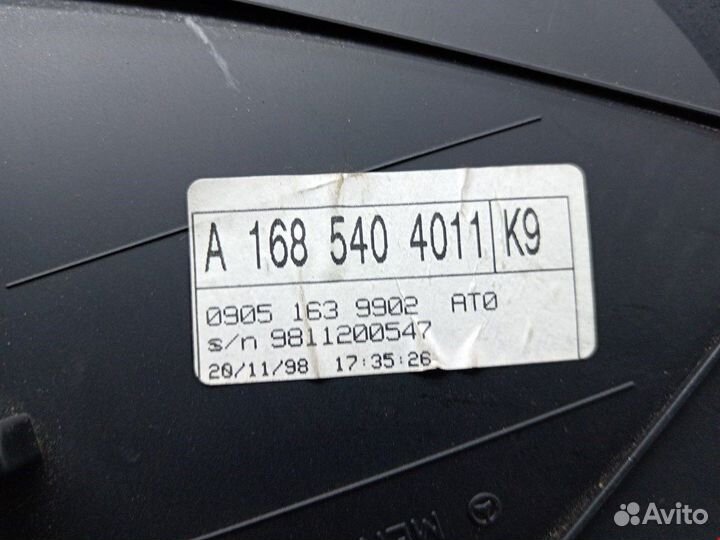 A 168 540 4011 K9
0905 163 9902 AT0
s/n 9811200547
20/11/98 17:35:26
Avito